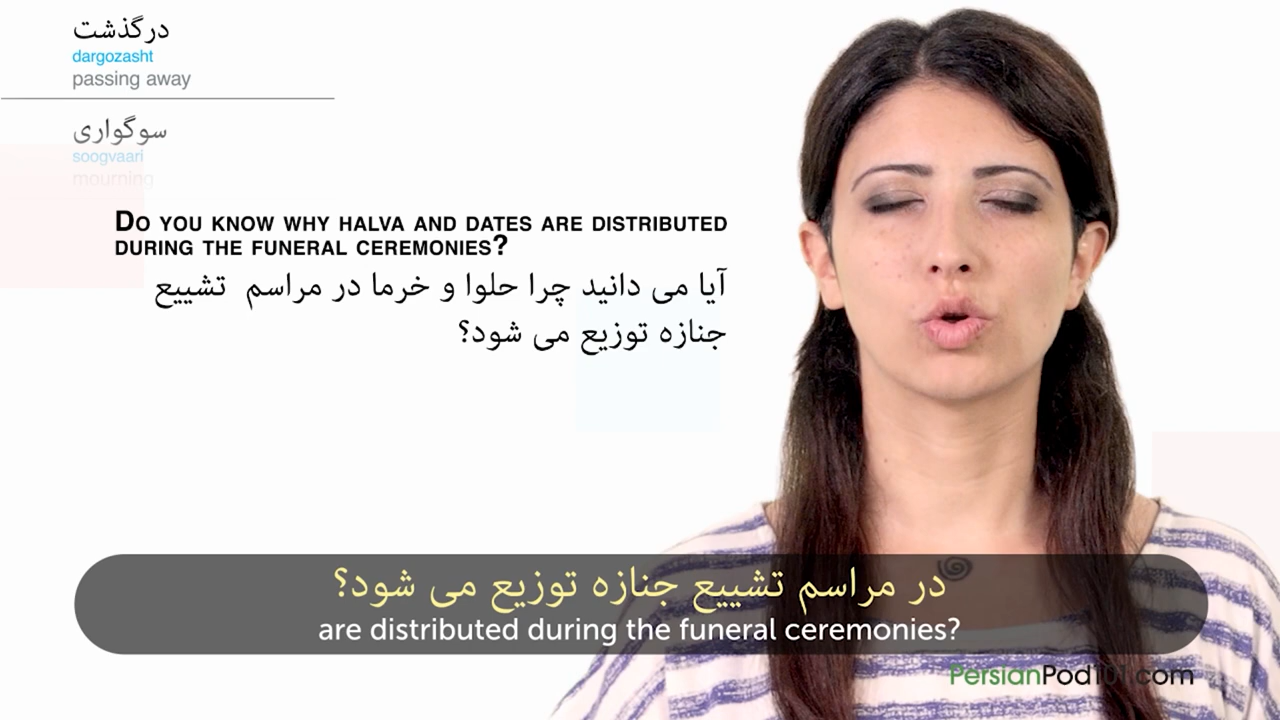 درگذشت
dargozasht
passing away
سوگواری
soogvaari
mourning
Do you know why halva and dates are distributed
during the funeral ceremonies?
آیا می دانید چرا حلوا و خرما در مراسم تشییع
جنازه توزیع می شود؟
در مراسم تشییع جنازه توزیع می شود؟
are distributed during the funeral ceremonies?
PersianPod101.com